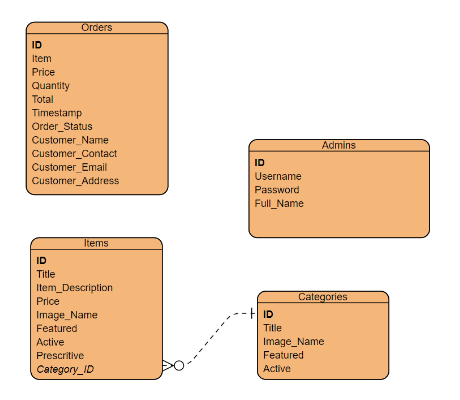 Orders
ID
Item
Price
Quantity
Total
Timestamp
Order_Status
Customer_Name
Customer_Contact
Customer_Email
Customer_Address
Admins
ID
Username
Password
Full_Name
Items
ID
Title
Item_Description
Price
Image_Name
Featured
Active
Prescritive
Category_ID
Categories
ID
Title
Image_Name
Featured
Active